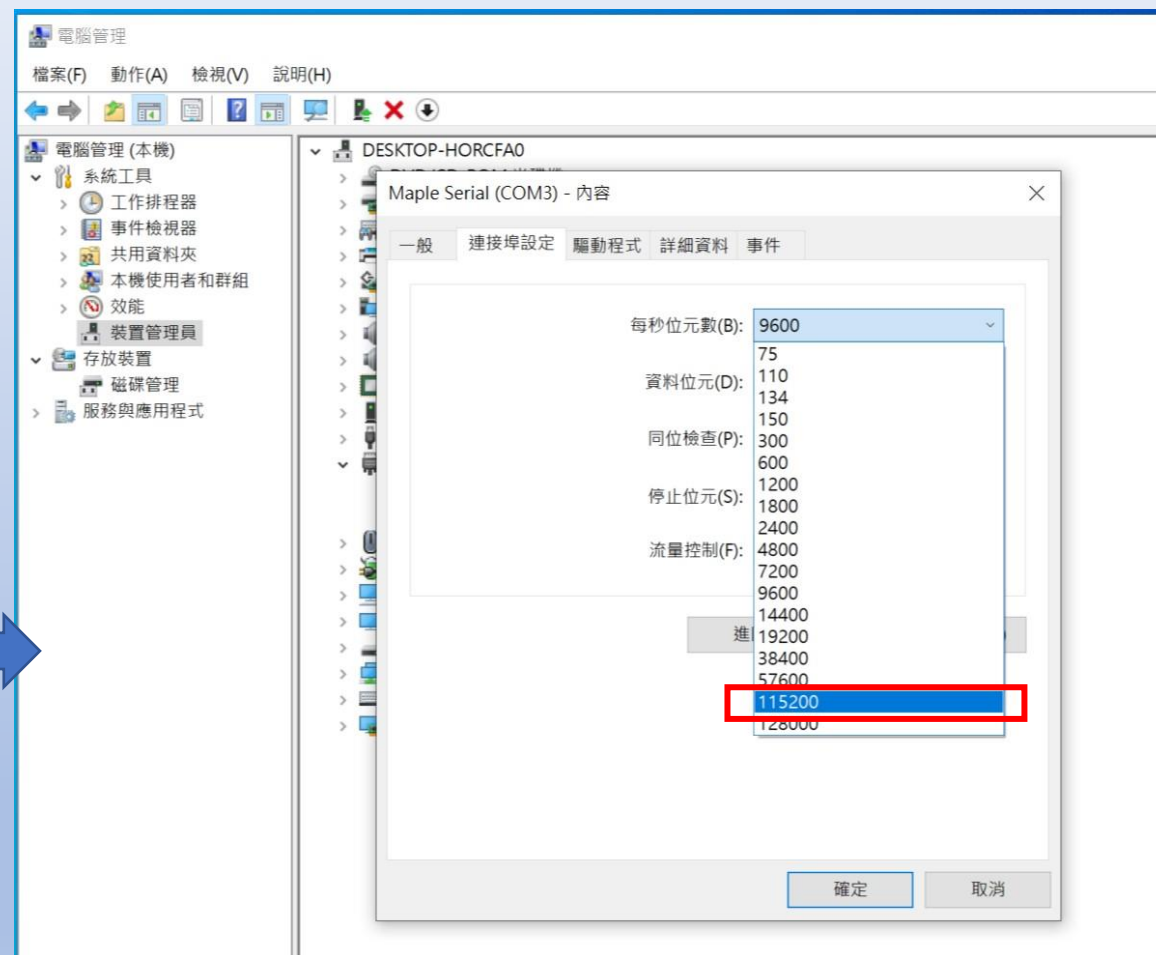 電腦管理
檔案(F) 動作(A) 檢視(V) 說明(H)
電腦管理 (本機)
系統工具
工作排程器
事件檢視器
共用資料夾
本機使用者和群組
效能
裝置管理員
存放裝置
磁碟管理
服務與應用程式
DESKTOP-HORCFA0
Maple Serial (COM3) - 內容
一般 連接埠設定 驅動程式 詳細資料 事件
每秒位元數(B): 9600
資料位元(D):
同位檢查(P):
停止位元(S):
流量控制(F):
75
110
134
150
300
600
1200
1800
2400
4800
7200
9600
14400
19200
38400
57600
115200
128000
確定 取消